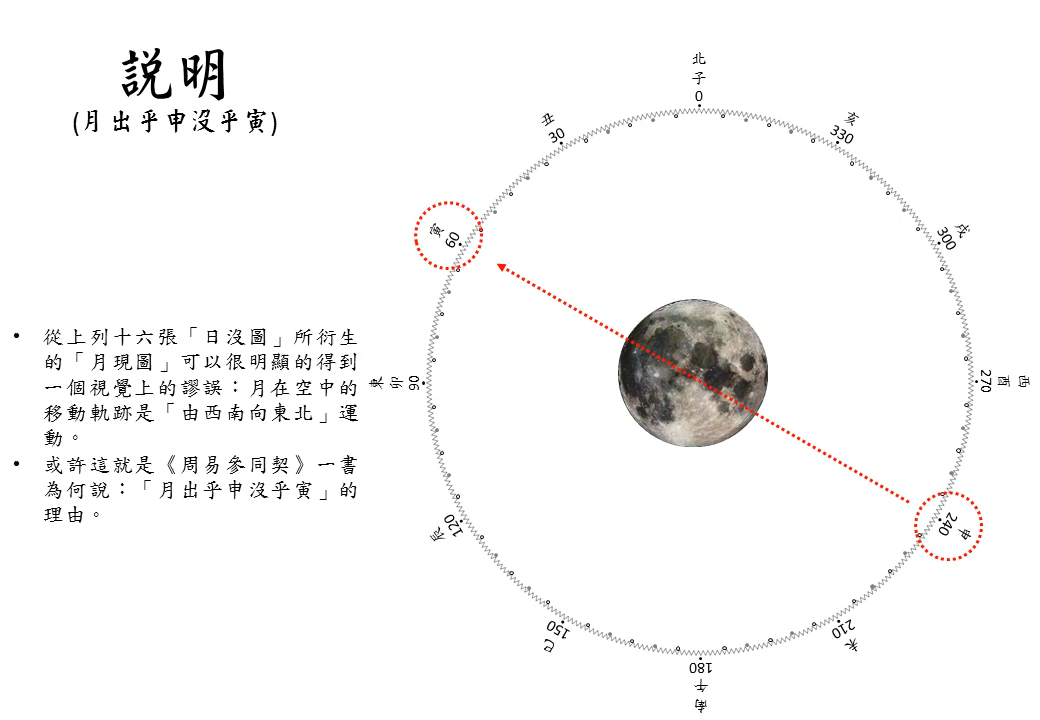 説明
(月出乎申沒乎寅)
• 從上列十六張「日沒圖」所衍生
的「月現圖」可以很明顯的得到
一個視覺上的謬誤：月在空中的
移動軌跡是「由西南向東北」運
動。
• 或許這就是《周易參同契》一書
為何說：「月出乎申沒乎寅」的
理由。
北
子
0
亥
330
戌
300
西
酉
270
申
240
未
210
180
午
南
巳
150
辰
120
東
卯
90
寅
60
丑
30